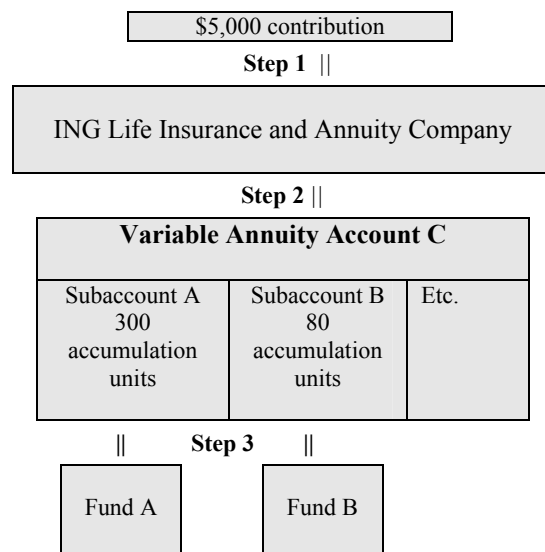 $5,000 contribution
Step 1 ||
ING Life Insurance and Annuity Company
Step 2 ||
Variable Annuity Account C
Subaccount A
300
accumulation
units
Subaccount B
80
accumulation
units
Etc.
|| Step 3 ||
Fund A
Fund B